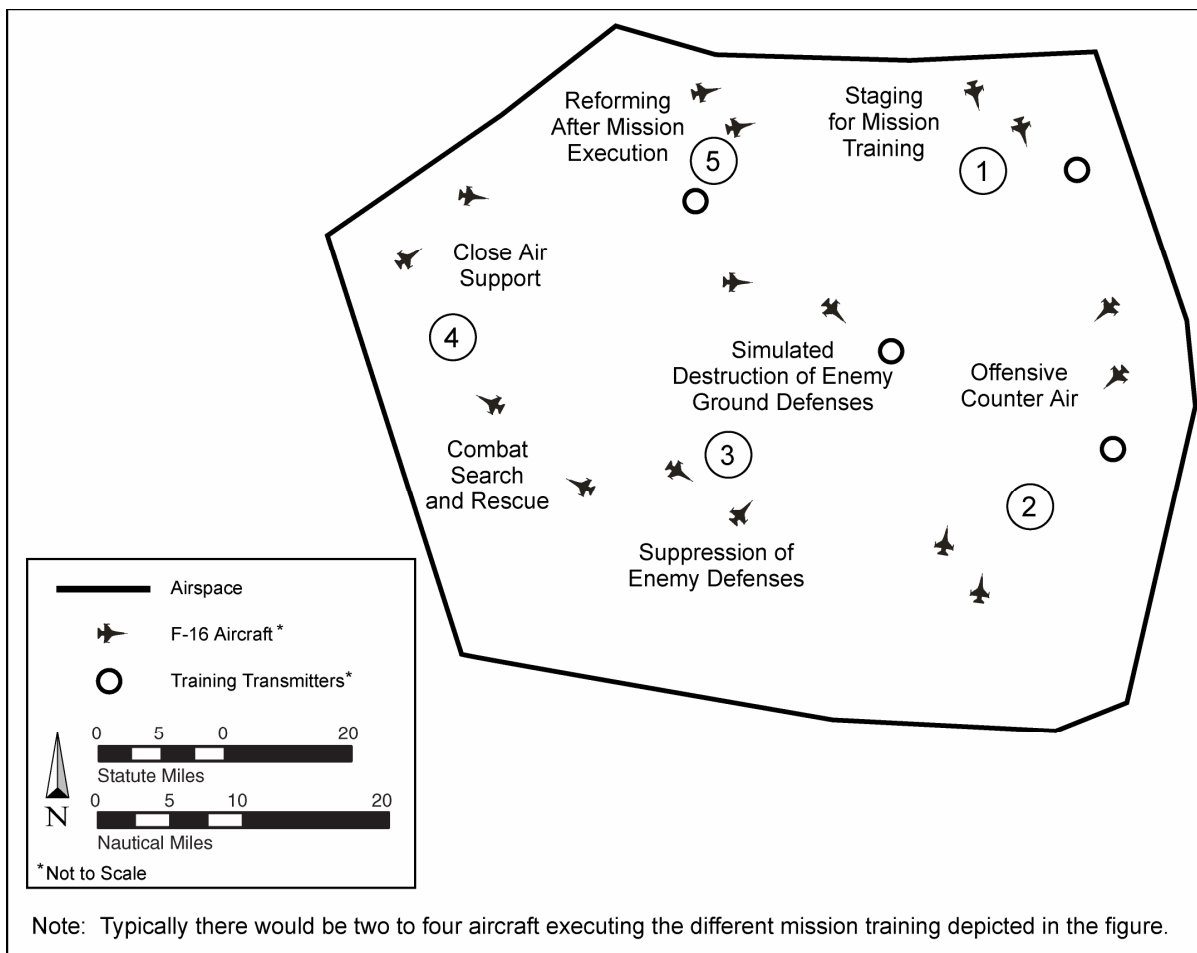 Reforming
After Mission
Execution
5
Staging
for Mission
Training
1
Close Air
Support
4
Simulated
Destruction of Enemy
Ground Defenses
Offensive
Counter Air
3
2
Combat
Search
and Rescue
Suppression of
Enemy Defenses
Airspace
F-16 Aircraft *
Training Transmitters*
0 5 0 20
Statute Miles
0 5 10 20
Nautical Miles
N
*Not to Scale
Note: Typically there would be two to four aircraft executing the different mission training depicted in the figure.